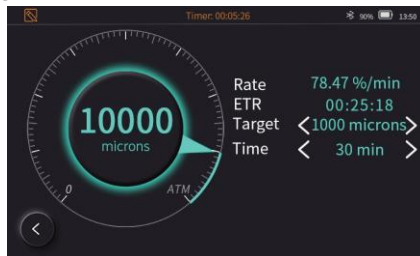 Timer: 00:05:26
90%
13:50
Rate 78.47 %/min
ETR 00:25:18
Target 1000 microns
Time 30 min
10000
microns
0
ATM